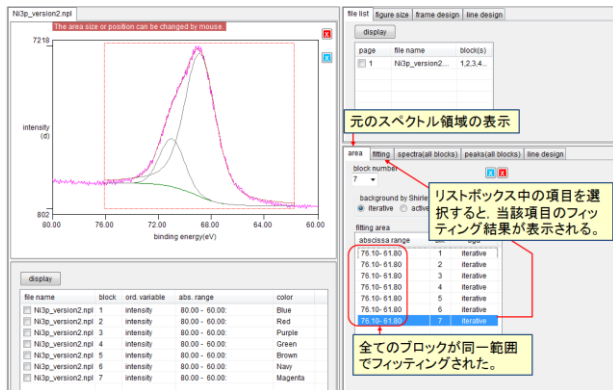 Ni3p_version2.npl
The area size or position can be changed by mouse.
x
x
7218
intensity
(d)
802
80.00 76.00 72.00 68.00 64.00 60.00
binding energy(eV)
display
file name block ord. variable abs. range color
Ni3p_version2.npl 1 intensity 80.00 - 60.00: Blue
Ni3p_version2.npl 2 intensity 80.00 - 60.00: Red
Ni3p_version2.npl 3 intensity 80.00 - 60.00: Purple
Ni3p_version2.npl 4 intensity 80.00 - 60.00: Green
Ni3p_version2.npl 5 intensity 80.00 - 60.00: Brown
Ni3p_version2.npl 6 intensity 80.00 - 60.00: Navy
Ni3p_version2.npl 7 intensity 80.00 - 60.00: Magenta
file list figure size frame design line design
display
page file name block(s)
1 Ni3p_version2... 1,2,3,4...
元のスペクトル領域の表示
area fitting spectra(all blocks) peaks(all blocks) line design
block number
7
x x
background by Shirley
iterative active
リストボックス中の項目を選
択すると, 当該項目のフィッ
ティング結果が表示される。
fitting area
abscissa range
76.10- 61.80 1 iterative
76.10- 61.80 2 iterative
76.10- 61.80 3 iterative
76.10- 61.80 4 iterative
76.10- 61.80 5 iterative
76.10- 61.80 6 iterative
76.10- 61.80 7 iterative
全てのブロックが同一範囲
でフィッティングされた。